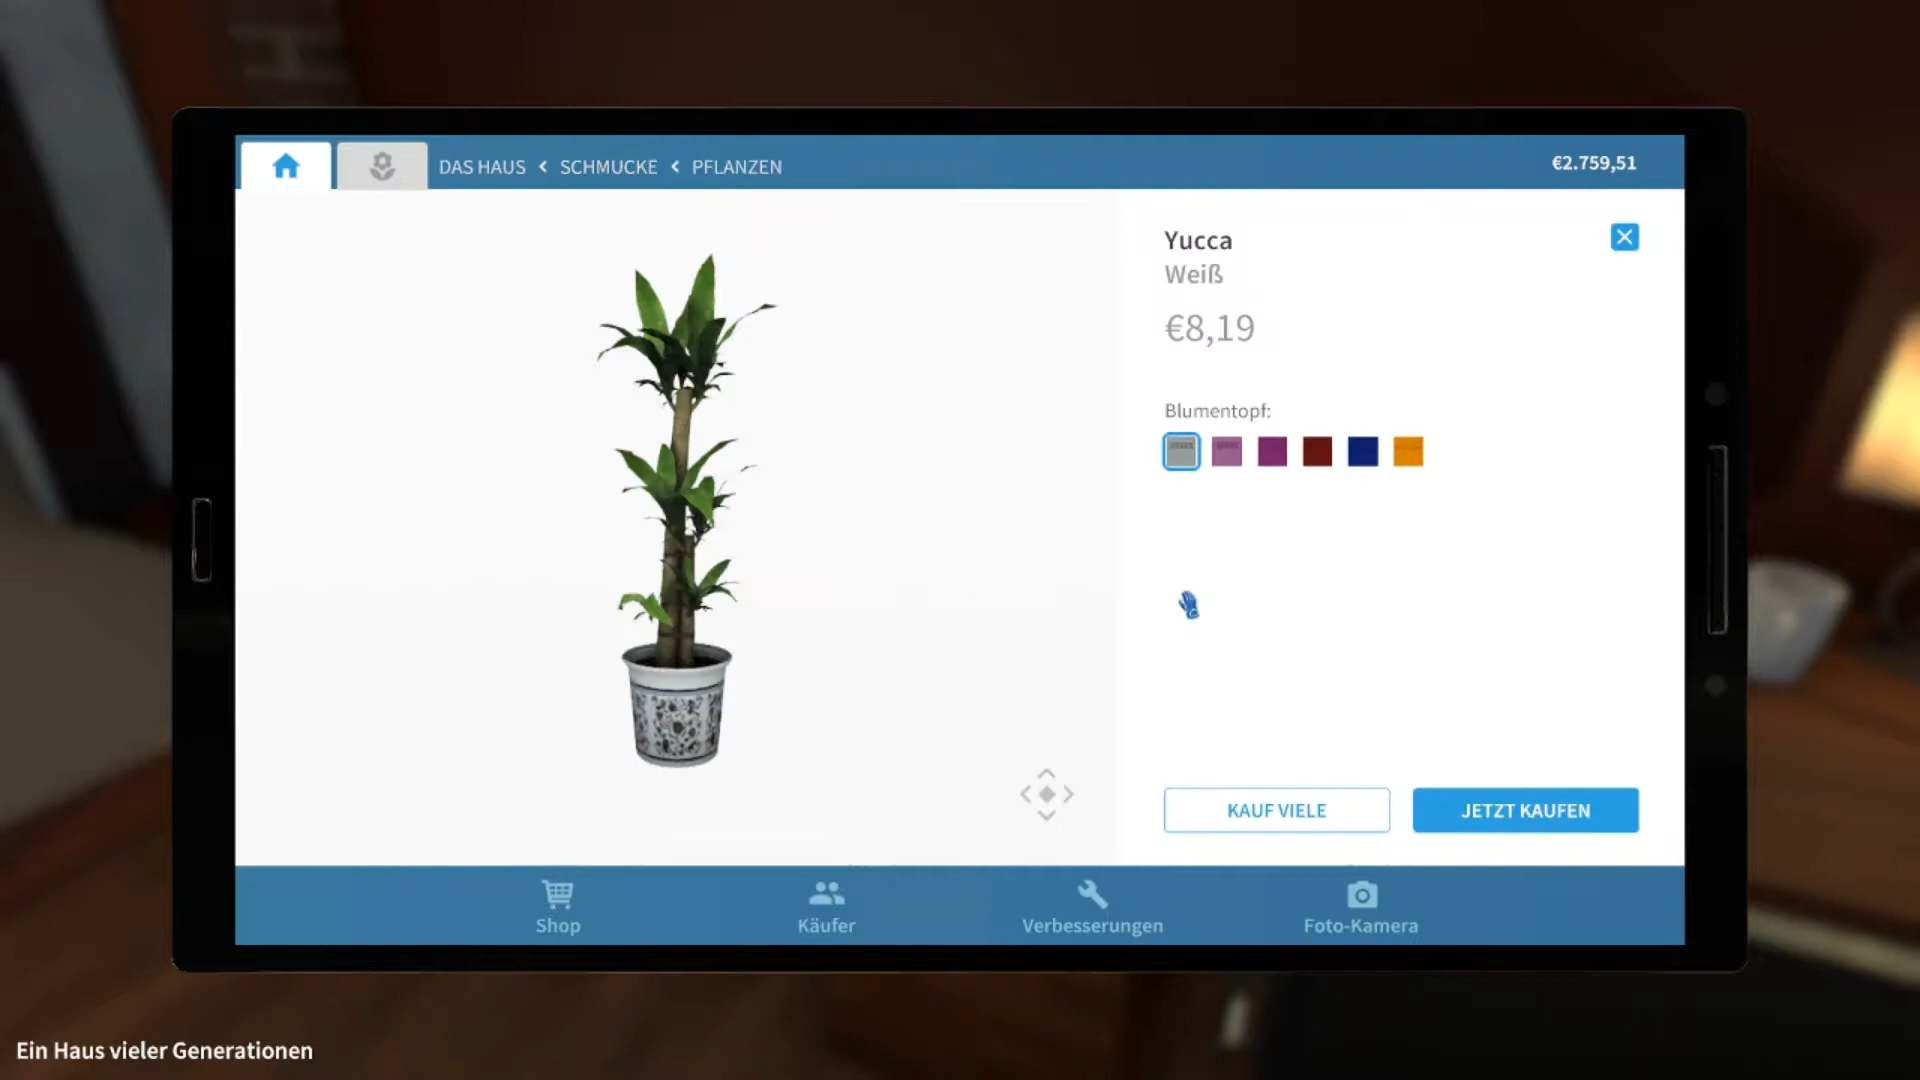 DAS HAUS < SCHMUCKE < PFLANZEN
€2.759,51
Yucca
Weiß
€8,19
Blumentopf:
KAUF VIELE
JETZT KAUFEN
Shop
Käufer
Verbesserungen
Foto-Kamera
Ein Haus vieler Generationen